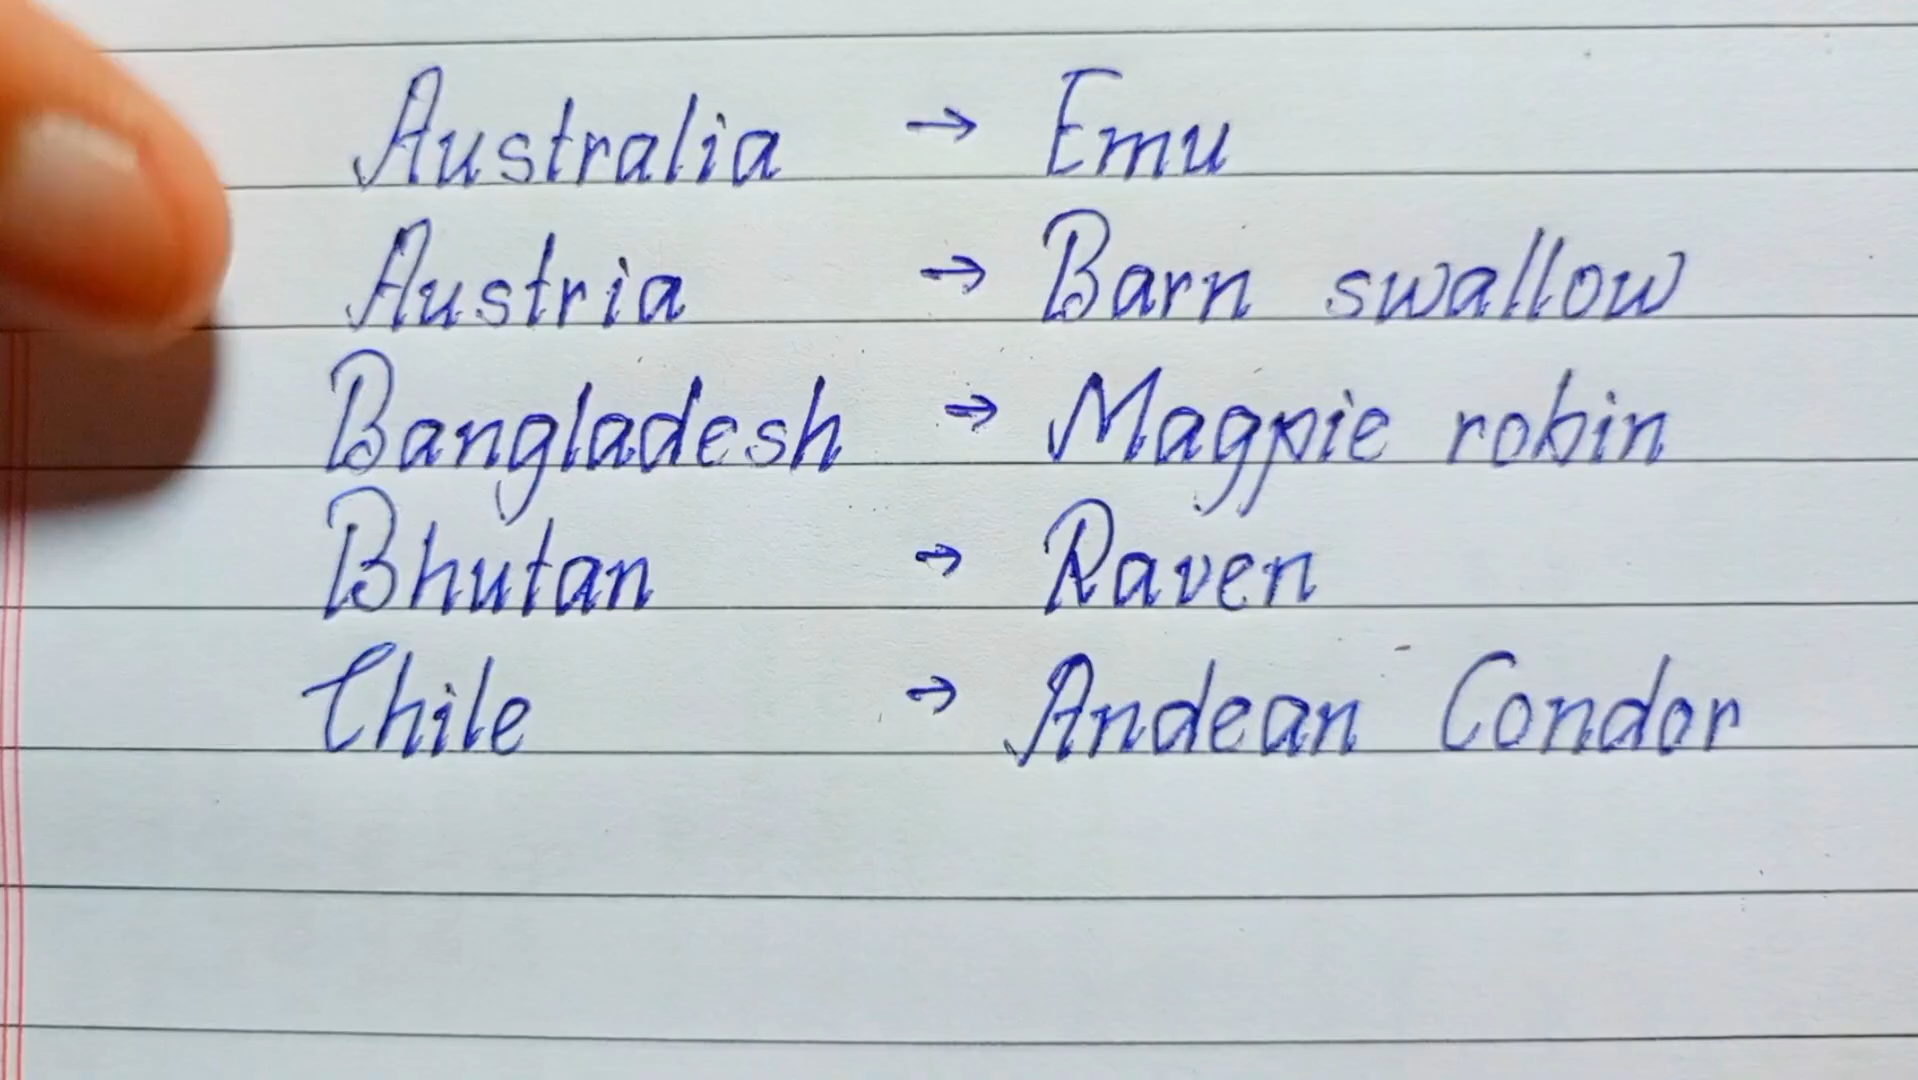 Australia → Emu
Austria → Barn swallow
Bangladesh → Magpie robin
Bhutan → Raven
Chile → Andean Condor